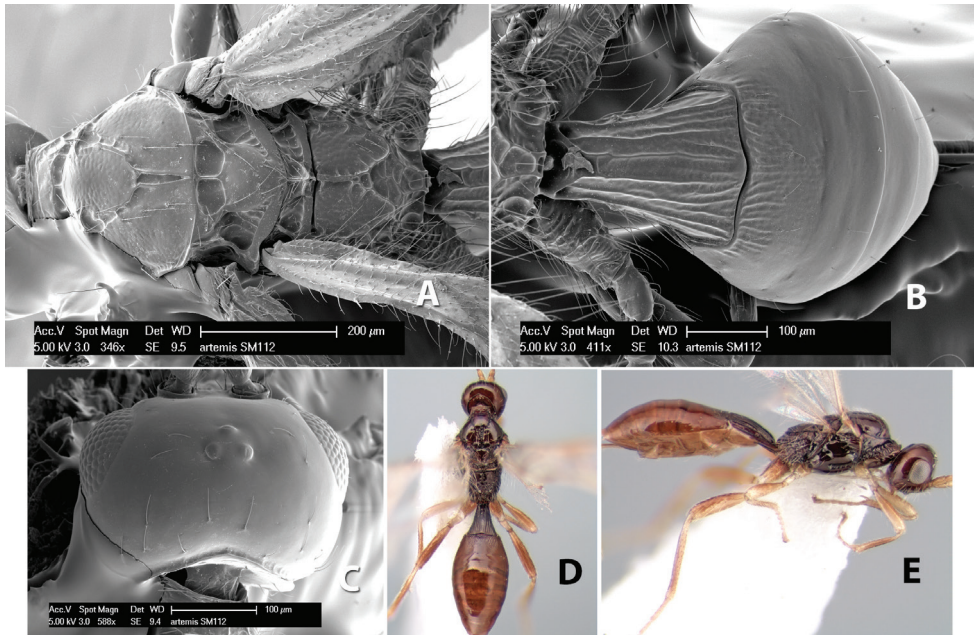 A
Acc.V Spot Magn Det WD 200 µm
5.00 kV 3.0 346x SE 9.5 artemis SM112
B
Acc.V Spot Magn Det WD 100 µm
5.00 kV 3.0 411x SE 10.3 artemis SM112
C
Acc.V Spot Magn Det WD 100 µm
5.00 kV 3.0 588x SE 9.4 artemis SM112
D
E